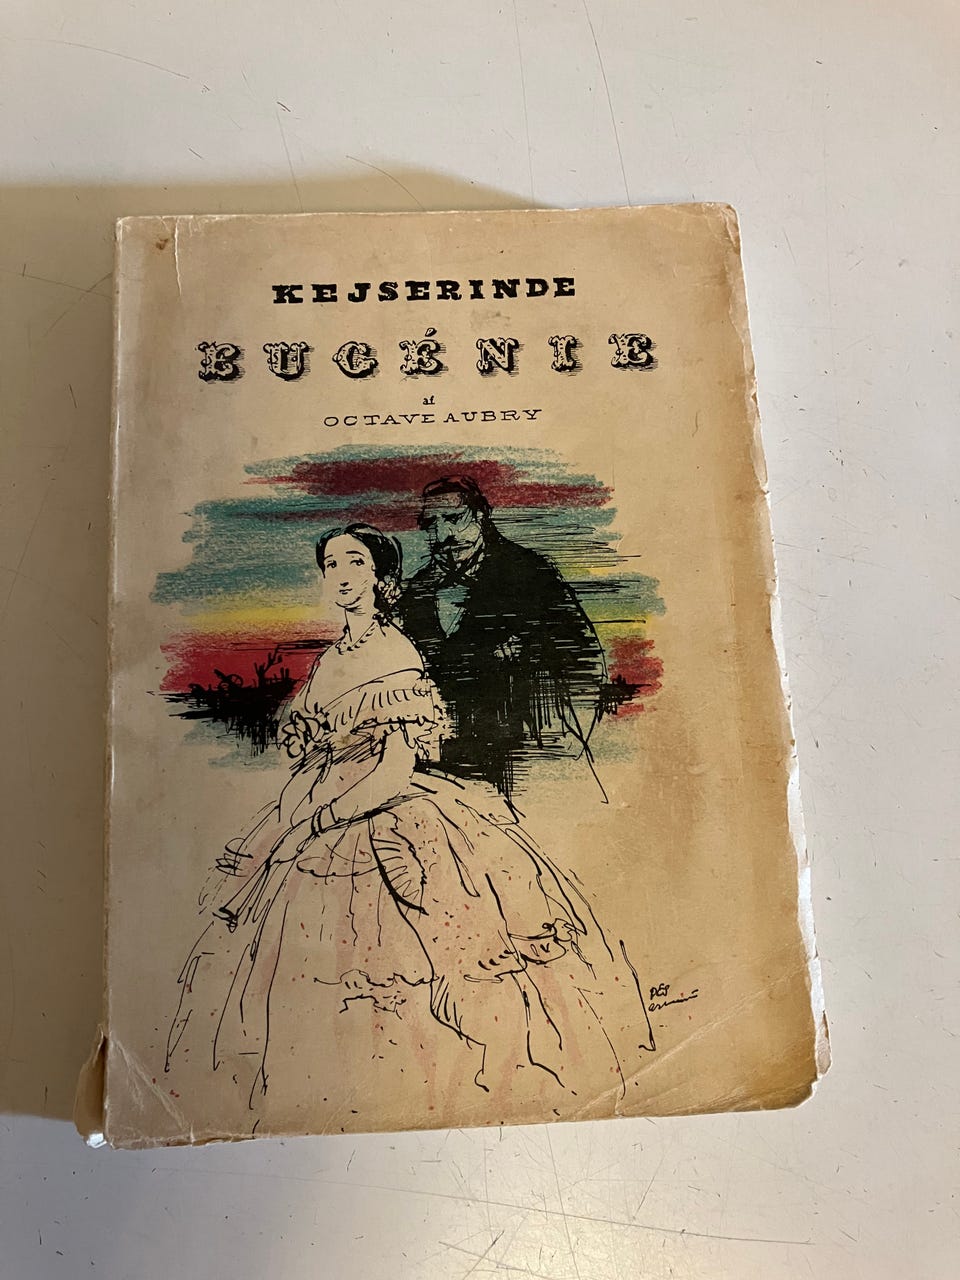 KEJSERINDE
EUGÉNIE
af
OCTAVE AUBRY